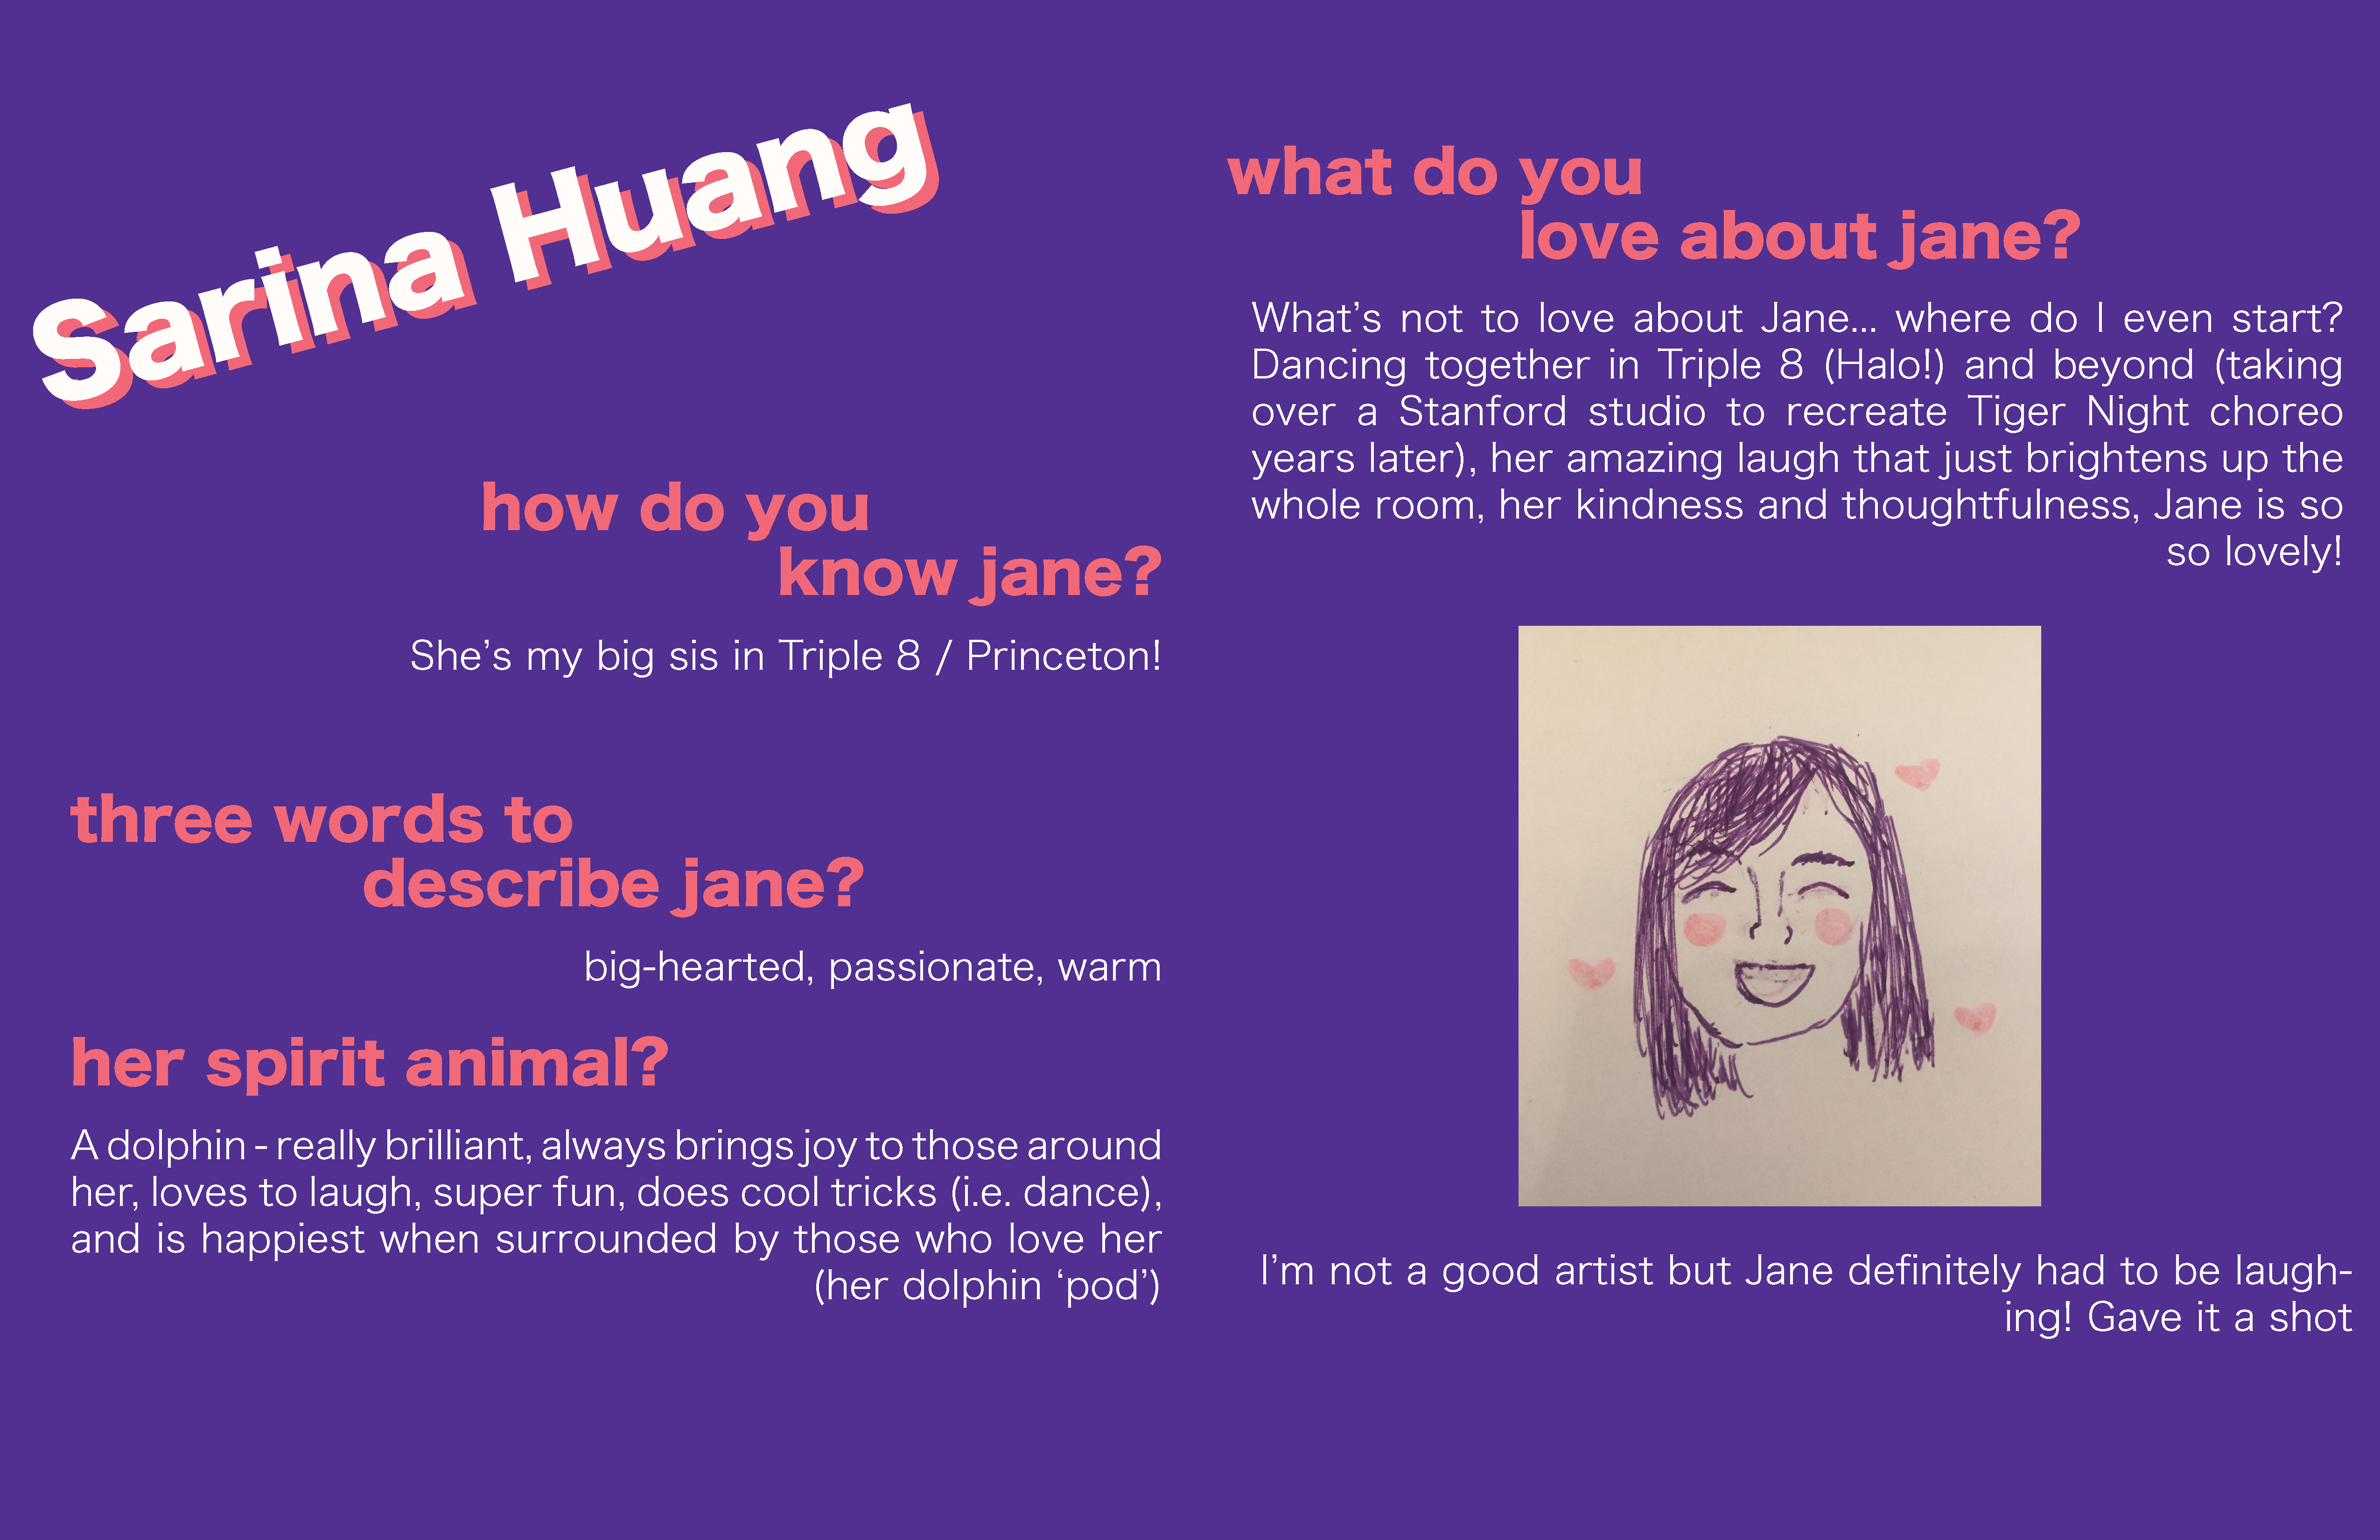 Sarina Huang
how do you
know jane?
She’s my big sis in Triple 8 / Princeton!
three words to
describe jane?
big-hearted, passionate, warm
her spirit animal?
A dolphin - really brilliant, always brings joy to those around
her, loves to laugh, super fun, does cool tricks (i.e. dance),
and is happiest when surrounded by those who love her
(her dolphin ‘pod’)
what do you
love about jane?
What’s not to love about Jane... where do I even start?
Dancing together in Triple 8 (Halo!) and beyond (taking
over a Stanford studio to recreate Tiger Night choreo
years later), her amazing laugh that just brightens up the
whole room, her kindness and thoughtfulness, Jane is so
so lovely!
I’m not a good artist but Jane definitely had to be laugh-
ing! Gave it a shot